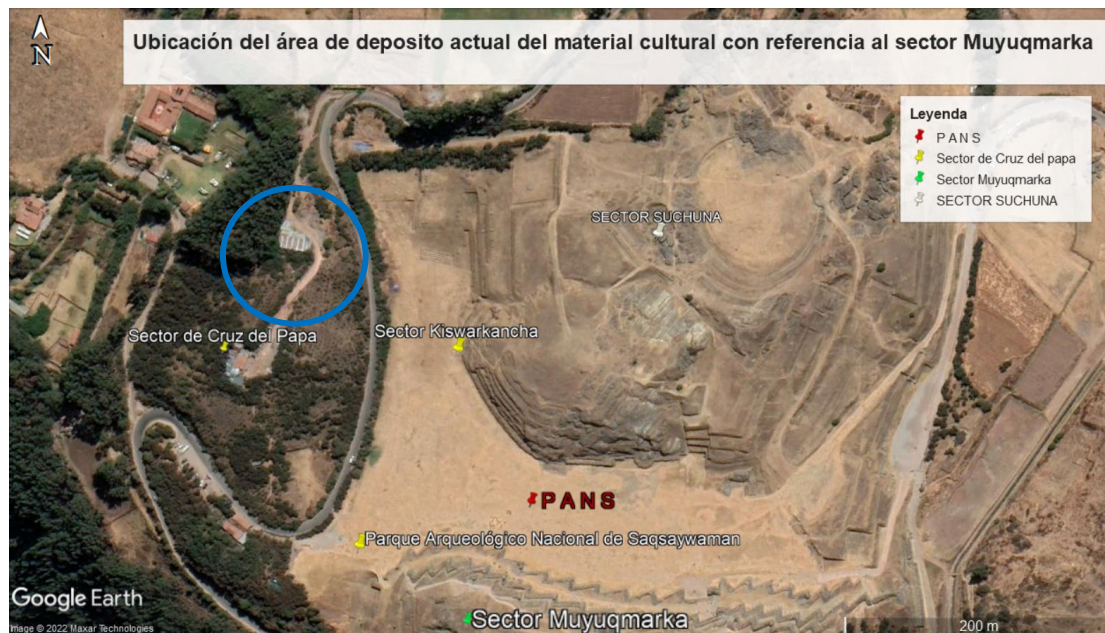 N
Ubicación del área de deposito actual del material cultural con referencia al sector Muyuqmarka
Leyenda
P A N S
Sector de Cruz del papa
Sector Muyuqmarka
SECTOR SUCHUNA
SECTOR SUCHUNA
Sector de Cruz del Papa
Sector Kiswarkancha
PANS
Parque Arqueológico Nacional de Saqsaywaman
Google Earth
Sector Muyuqmarka
200 m
Image © 2022 Maxar Technologies